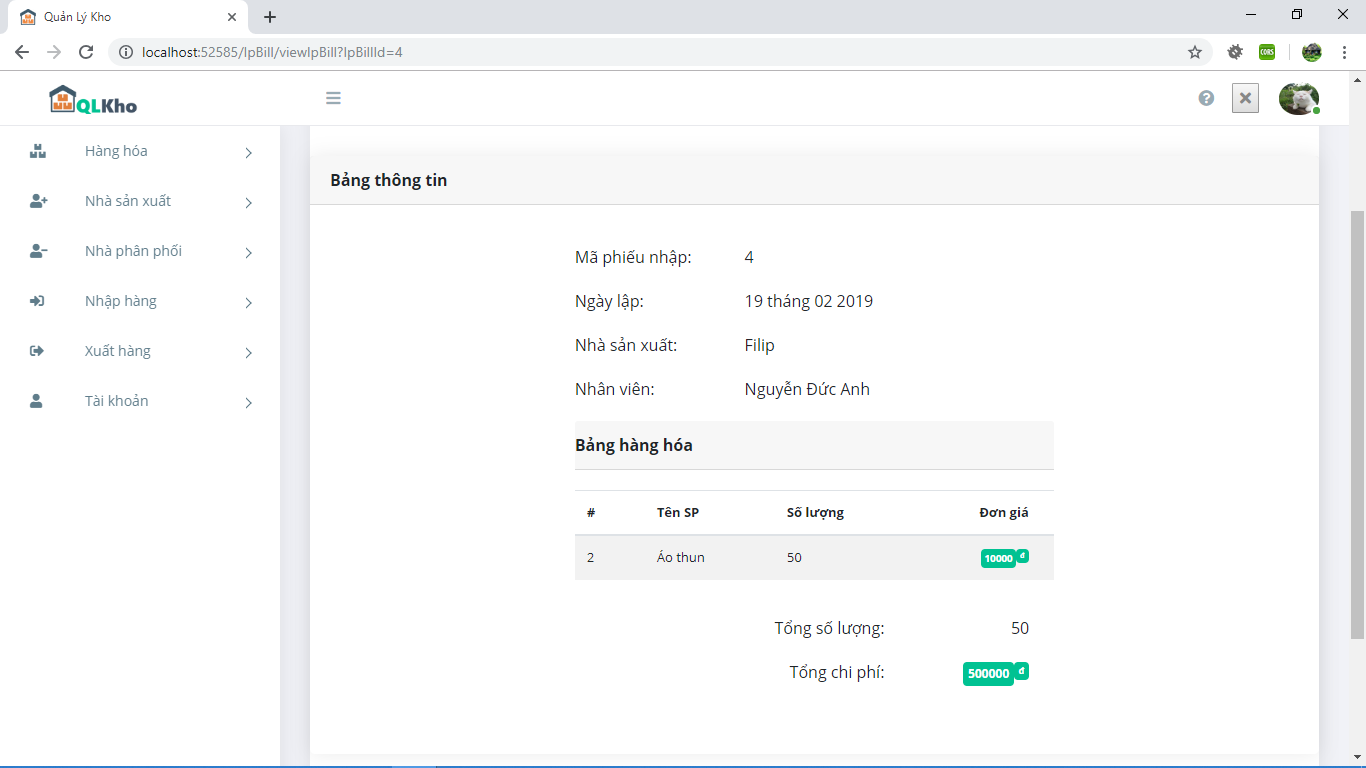 Quản Lý Kho
localhost:52585/IpBill/viewIpBill?IpBillId=4
CORS
QLKho
Hàng hóa
Nhà sản xuất
Nhà phân phối
Nhập hàng
Xuất hàng
Tài khoản
Bảng thông tin
Mã phiếu nhập: 4
Ngày lập: 19 tháng 02 2019
Nhà sản xuất: Filip
Nhân viên: Nguyễn Đức Anh
Bảng hàng hóa
# Tên SP Số lượng Đơn giá
2 Áo thun 50 10000 đ
Tổng số lượng: 50
Tổng chi phí: 500000 đ